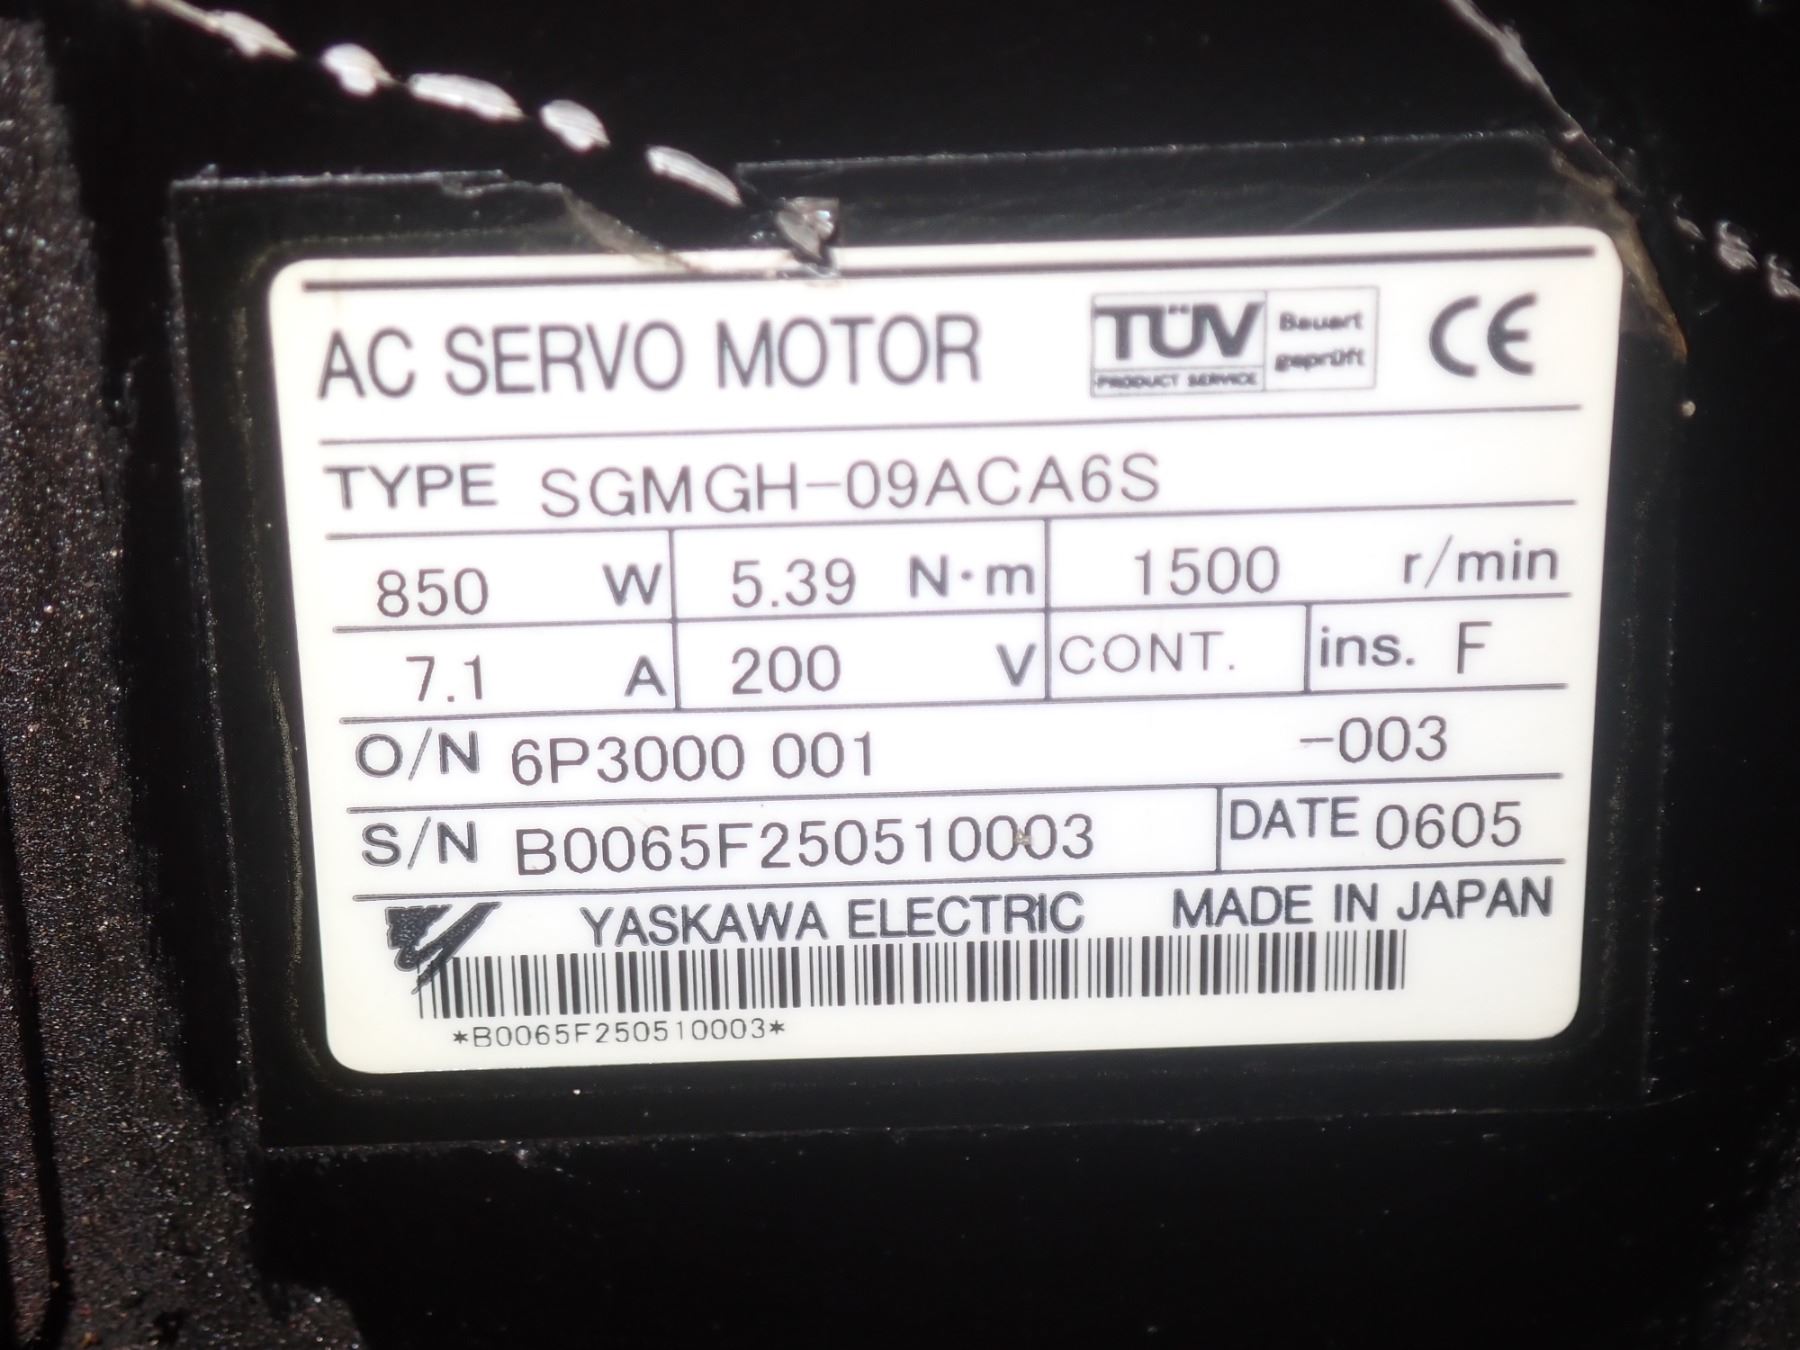 AC SERVO MOTOR TÜV PRODUCT SERVICE Bauart geprüft CE
TYPE SGMGH-09ACA6S
850 W 5.39 N·m 1500 r/min
7.1 A 200 V CONT. ins. F
O/N 6P3000 001 -003
S/N B0065F250510003 DATE 0605
YASKAWA ELECTRIC MADE IN JAPAN
*B0065F250510003*